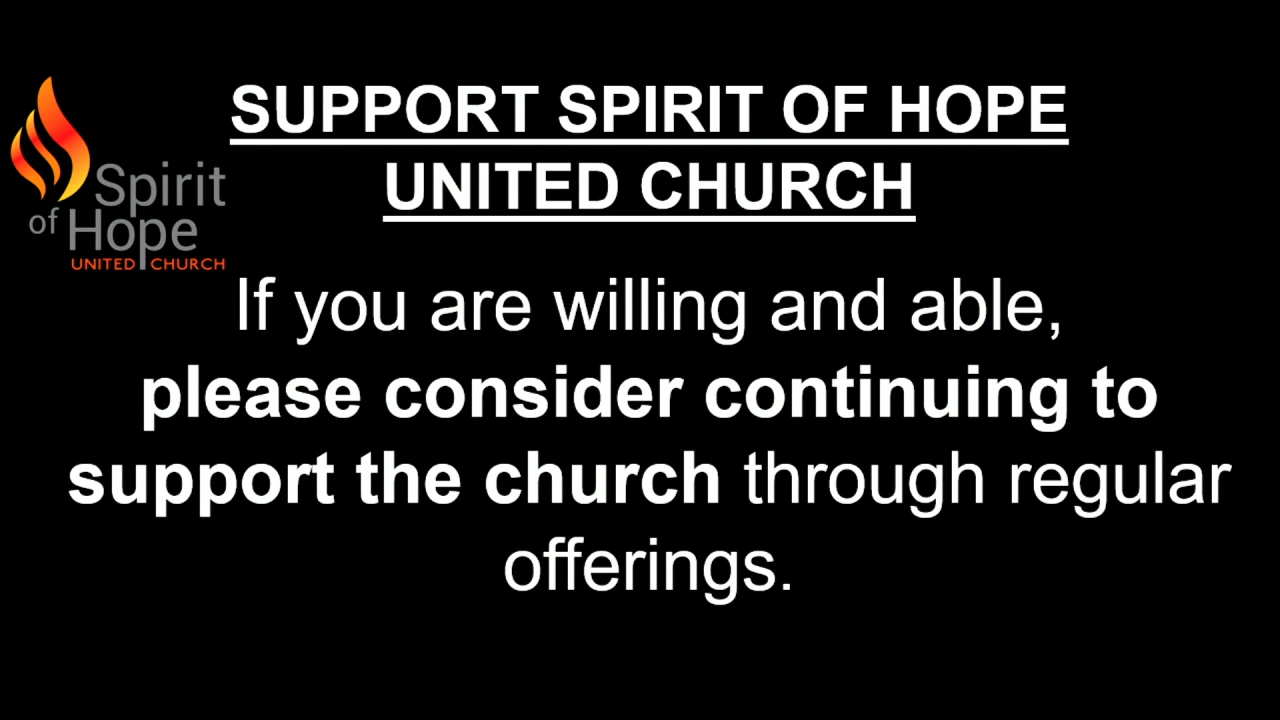 SUPPORT SPIRIT OF HOPE
UNITED CHURCH
Spirit
of Hope
UNITED CHURCH
If you are willing and able,
please consider continuing to
support the church through regular
offerings.